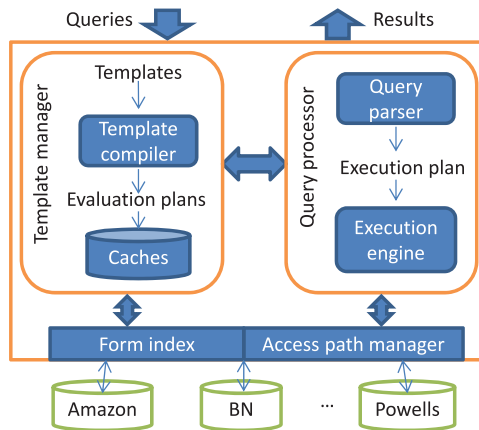 Queries
Results
Template manager
Templates
Template
compiler
Evaluation plans
Caches
Query processor
Query
parser
Execution plan
Execution
engine
Form index
Access path manager
Amazon
BN
...
Powells